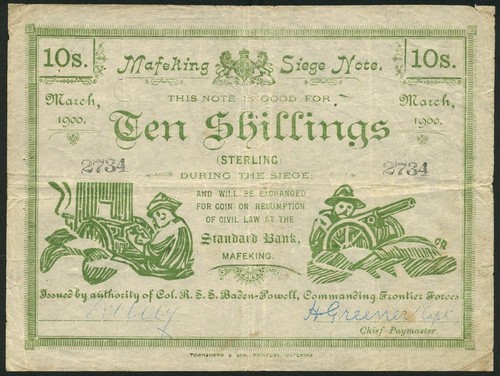 10s. Mafeking Siege Note. 10s.
March, 1900. THIS NOTE IS GOOD FOR March, 1900.
Ten Shillings
(STERLING)
2734 2734
DURING THE SIEGE;
AND WILL BE EXCHANGED
FOR COIN ON RESUMPTION
OF CIVIL LAW AT THE
Standard Bank,
MAFEKING.
Issued by authority of Col. R. S. S. Baden-Powell, Commanding Frontier Forces
H Greener Capt
Chief Paymaster
TOWNSHEND & SON, PRINTERS, MAFEKING